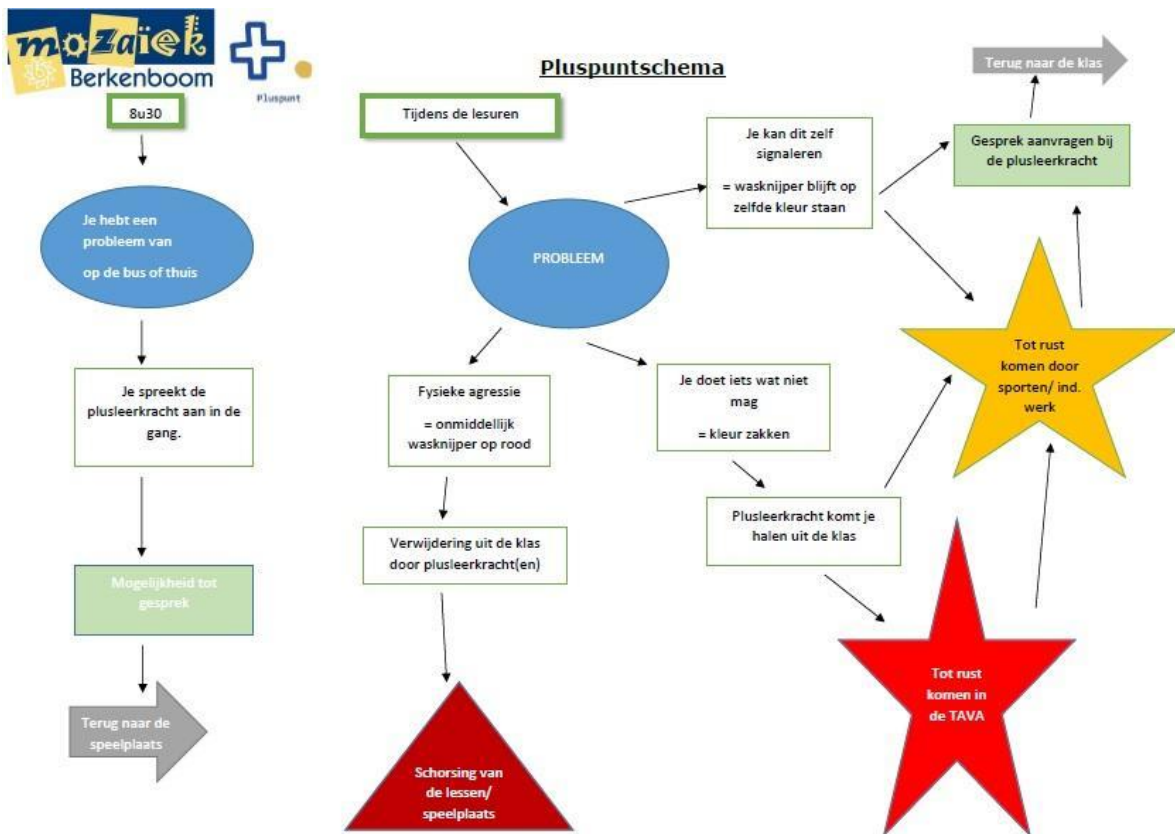 mozaïek
Berkenboom
Pluspunt
Pluspuntschema
8u30
Je hebt een
probleem van
op de bus of thuis
Je spreekt de
plusleerkracht aan in de
gang.
Mogelijkheid tot
gesprek
Terug naar de
speelplaats
Tijdens de lesuren
PROBLEEM
Je kan dit zelf
signaleren
= wasknijper blijft op
zelfde kleur staan
Gesprek aanvragen bij
de plusleerkracht
Terug naar de klas
Fysieke agressie
= onmiddellijk
wasknijper op rood
Verwijdering uit de klas
door plusleerkracht(en)
Schorsing van
de lessen/
speelplaats
Je doet iets wat niet
mag
= kleur zakken
Plusleerkracht komt je
halen uit de klas
Tot rust
komen door
sporten/ ind.
werk
Tot rust
komen in
de TAVA